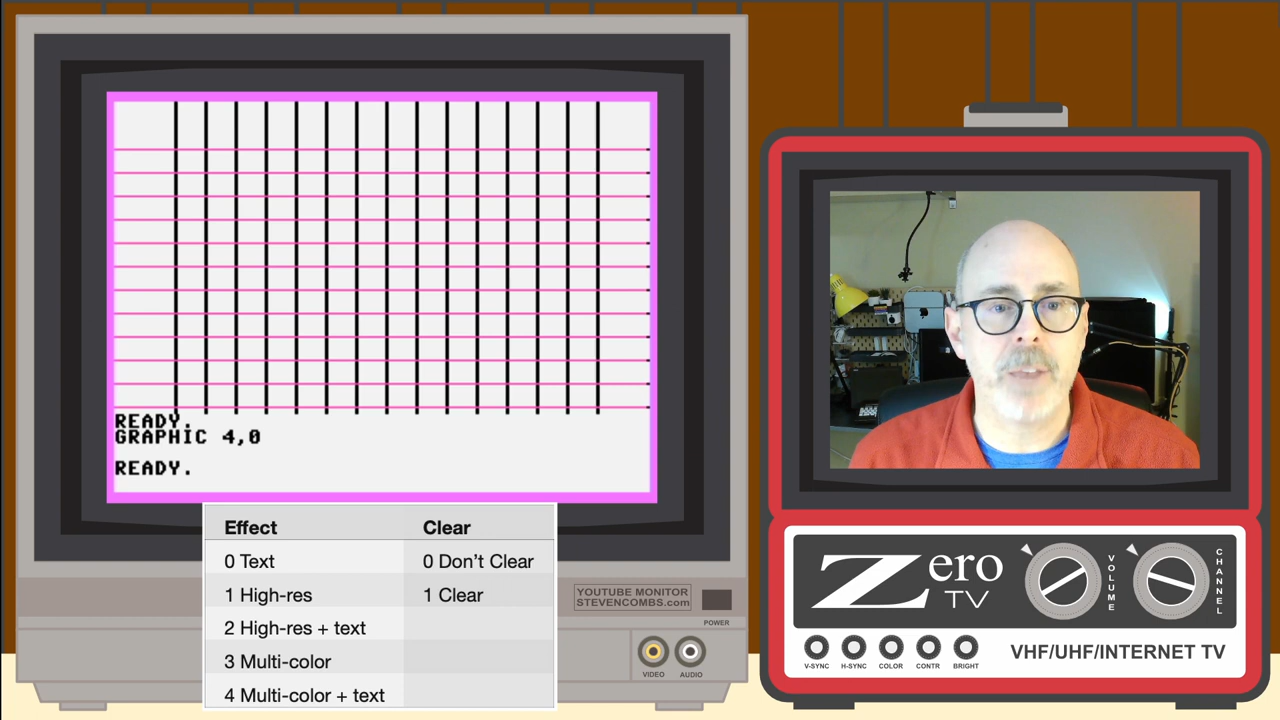 READY.
GRAPHIC 4,0
READY.
Effect Clear
0 Text 0 Don't Clear
1 High-res 1 Clear
2 High-res + text
3 Multi-color
4 Multi-color + text
YOUTUBE MONITOR
STEVENCOMBS.com
POWER
VIDEO AUDIO
Zero
TV
VOLUME
CHANNEL
V-SYNC H-SYNC COLOR CONTR BRIGHT
VHF/UHF/INTERNET TV